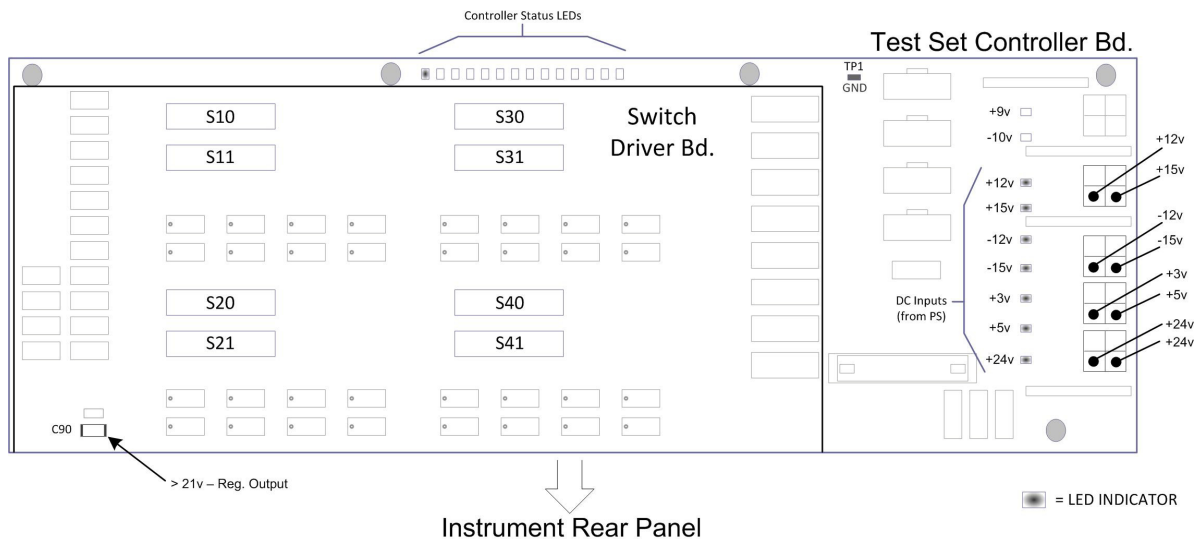 Controller Status LEDs
Test Set Controller Bd.
TP1
GND
S10
S30
Switch
Driver Bd.
S11
S31
+9v
-10v
+12v
+15v
-12v
-15v
+3v
+5v
+24v
DC Inputs
(from PS)
+12v
+15v
-12v
-15v
+3v
+5v
+24v
+24v
S20
S40
S21
S41
C90
> 21v – Reg. Output
= LED INDICATOR
Instrument Rear Panel